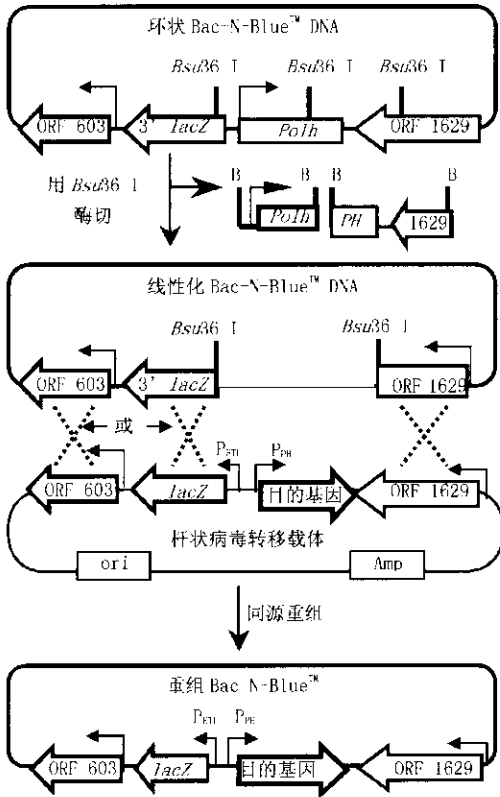 环状 Bac-N-Blue™ DNA
Bsu36 I Bsu36 I Bsu36 I
ORF 603 3' lacZ Polh ORF 1629
用 Bsu36 I
酶切
B B B B
Polh PH 1629
线性化 Bac-N-Blue™ DNA
Bsu36 I Bsu36 I
ORF 603 3' lacZ ORF 1629
或
PETL PPH
ORF 603 lacZ 目的基因 ORF 1629
杆状病毒转移载体
ori Amp
同源重组
重组 Bac N-Blue™
PETL PPH
ORF 603 lacZ 目的基因 ORF 1629